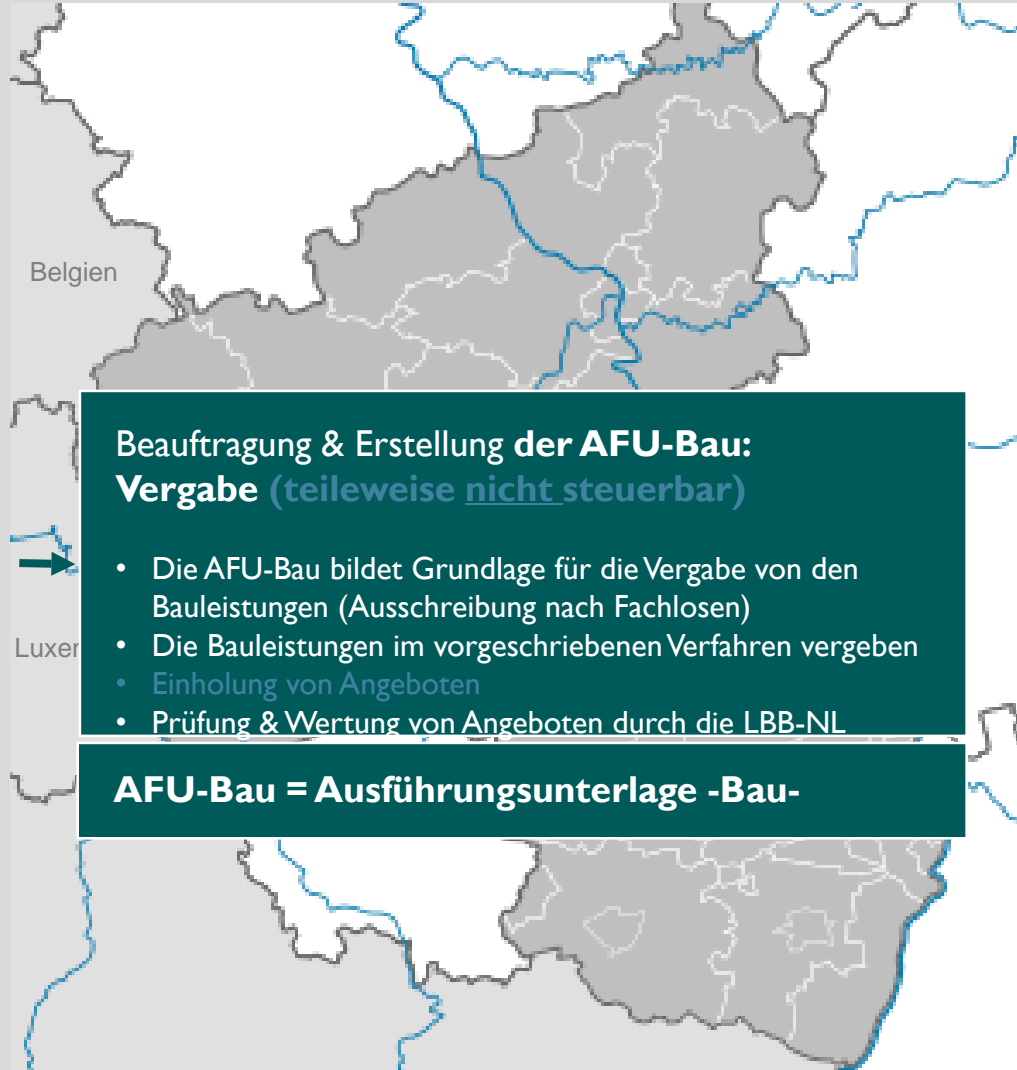 Belgien
Beauftragung & Erstellung der AFU-Bau:
Vergabe (teileweise nicht steuerbar)
• Die AFU-Bau bildet Grundlage für die Vergabe von den
Bauleistungen (Ausschreibung nach Fachlosen)
• Die Bauleistungen im vorgeschriebenen Verfahren vergeben
• Einholung von Angeboten
• Prüfung & Wertung von Angeboten durch die LBB-NL
Luxer
AFU-Bau = Ausführungsunterlage -Bau-